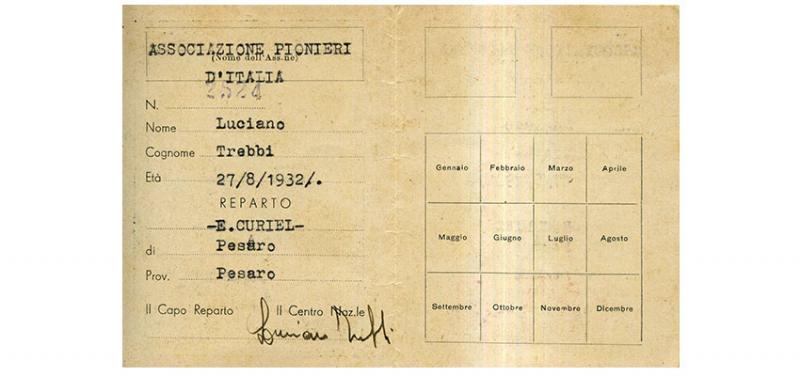 ASSOCIAZIONE PIONIERI
(Nome dell'Ass.ne)
D'ITALIA
N. 2524
Nome Luciano
Cognome Trebbi
Età 27/8/1932/.
REPARTO
-E.CURIEL-
di Pesaro
Prov. Pesaro
Il Capo Reparto Il Centro Naz.le
Luciano Trebbi
Gennaio Febbraio Marzo Aprile
Maggio Giugno Luglio Agosto
Settembre Ottobre Novembre Dicembre